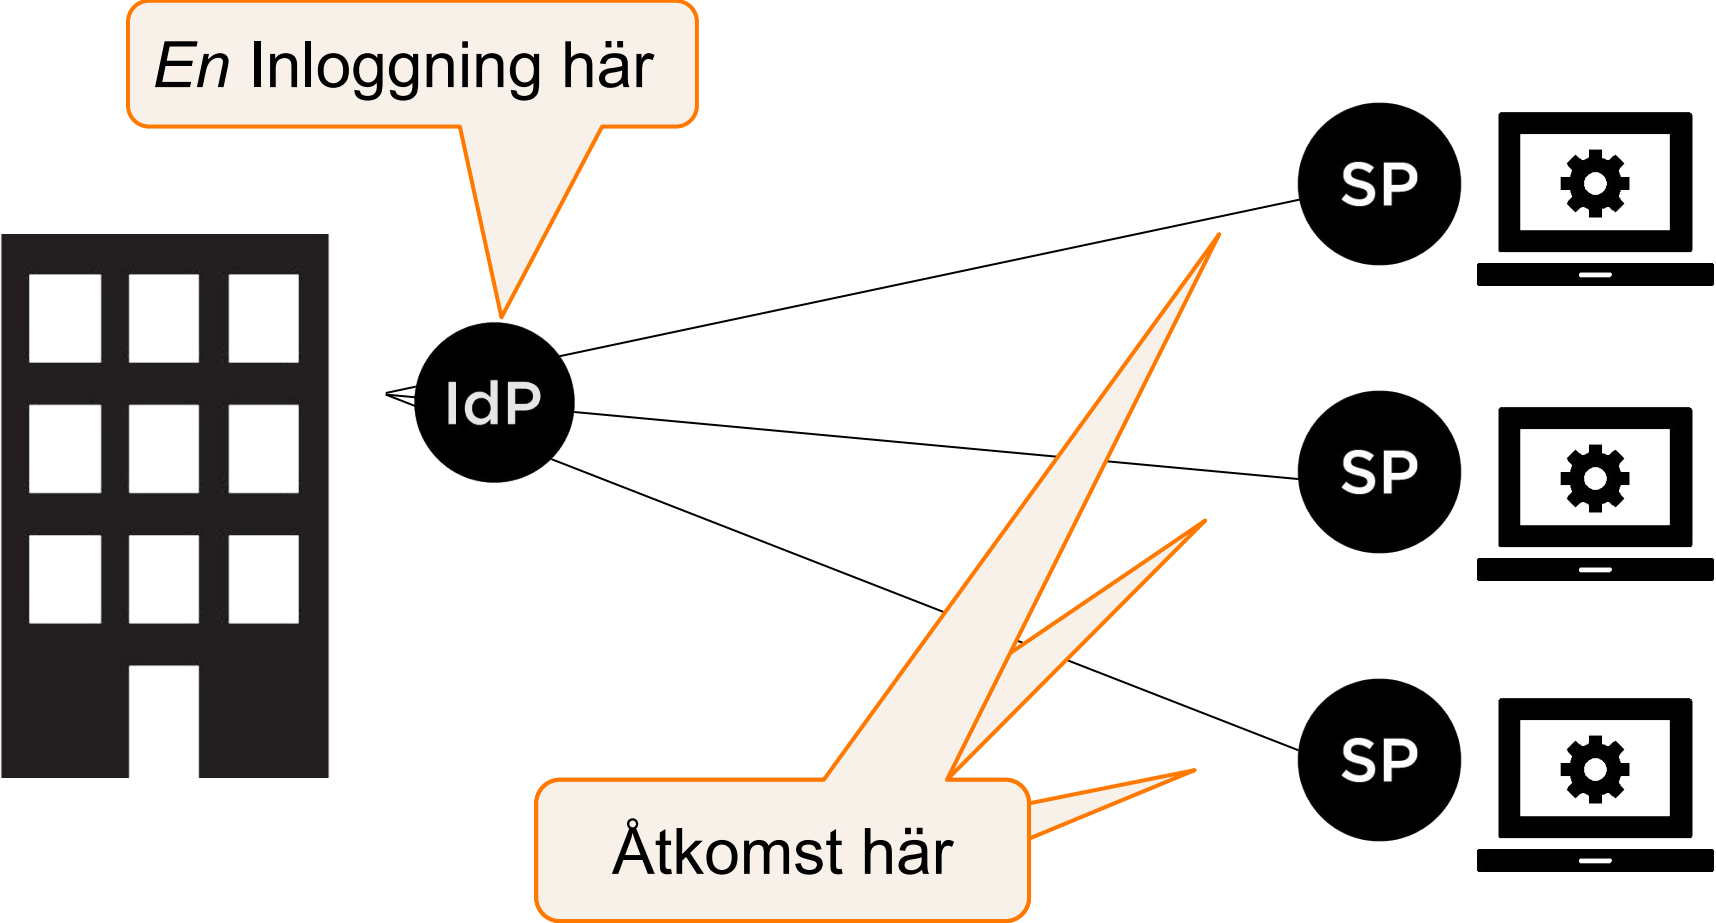 En Inloggning här
SP
IdP
SP
SP
Åtkomst här